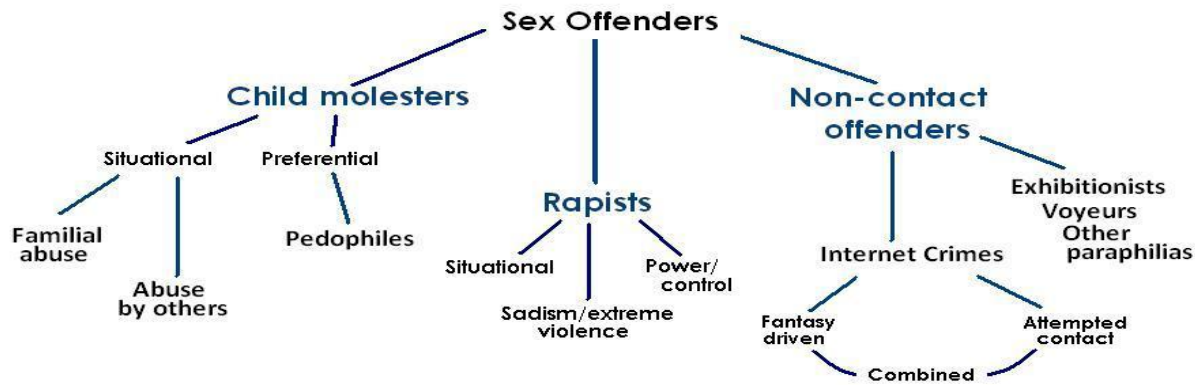 Sex Offenders
Child molesters
Situational
Preferential
Familial
abuse
Abuse
by others
Pedophiles
Rapists
Situational
Sadism/extreme
violence
Power/
control
Non-contact
offenders
Internet Crimes
Exhibitionists
Voyeurs
Other
paraphilias
Fantasy
driven
Attempted
contact
Combined